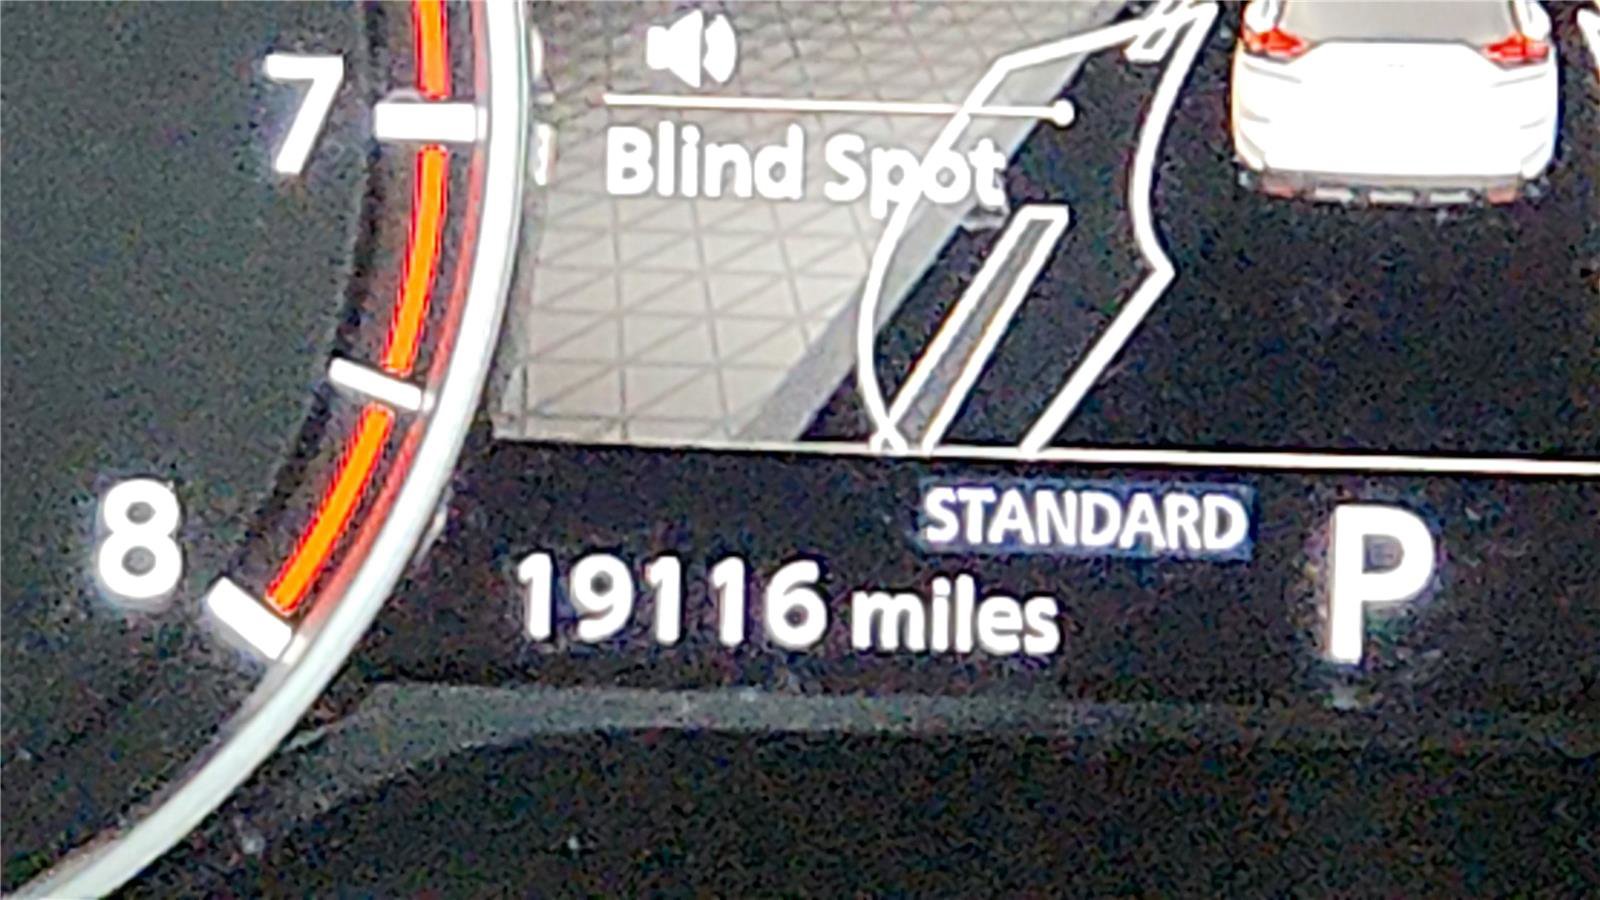 7
Blind Spot
8
STANDARD
P
19116 miles